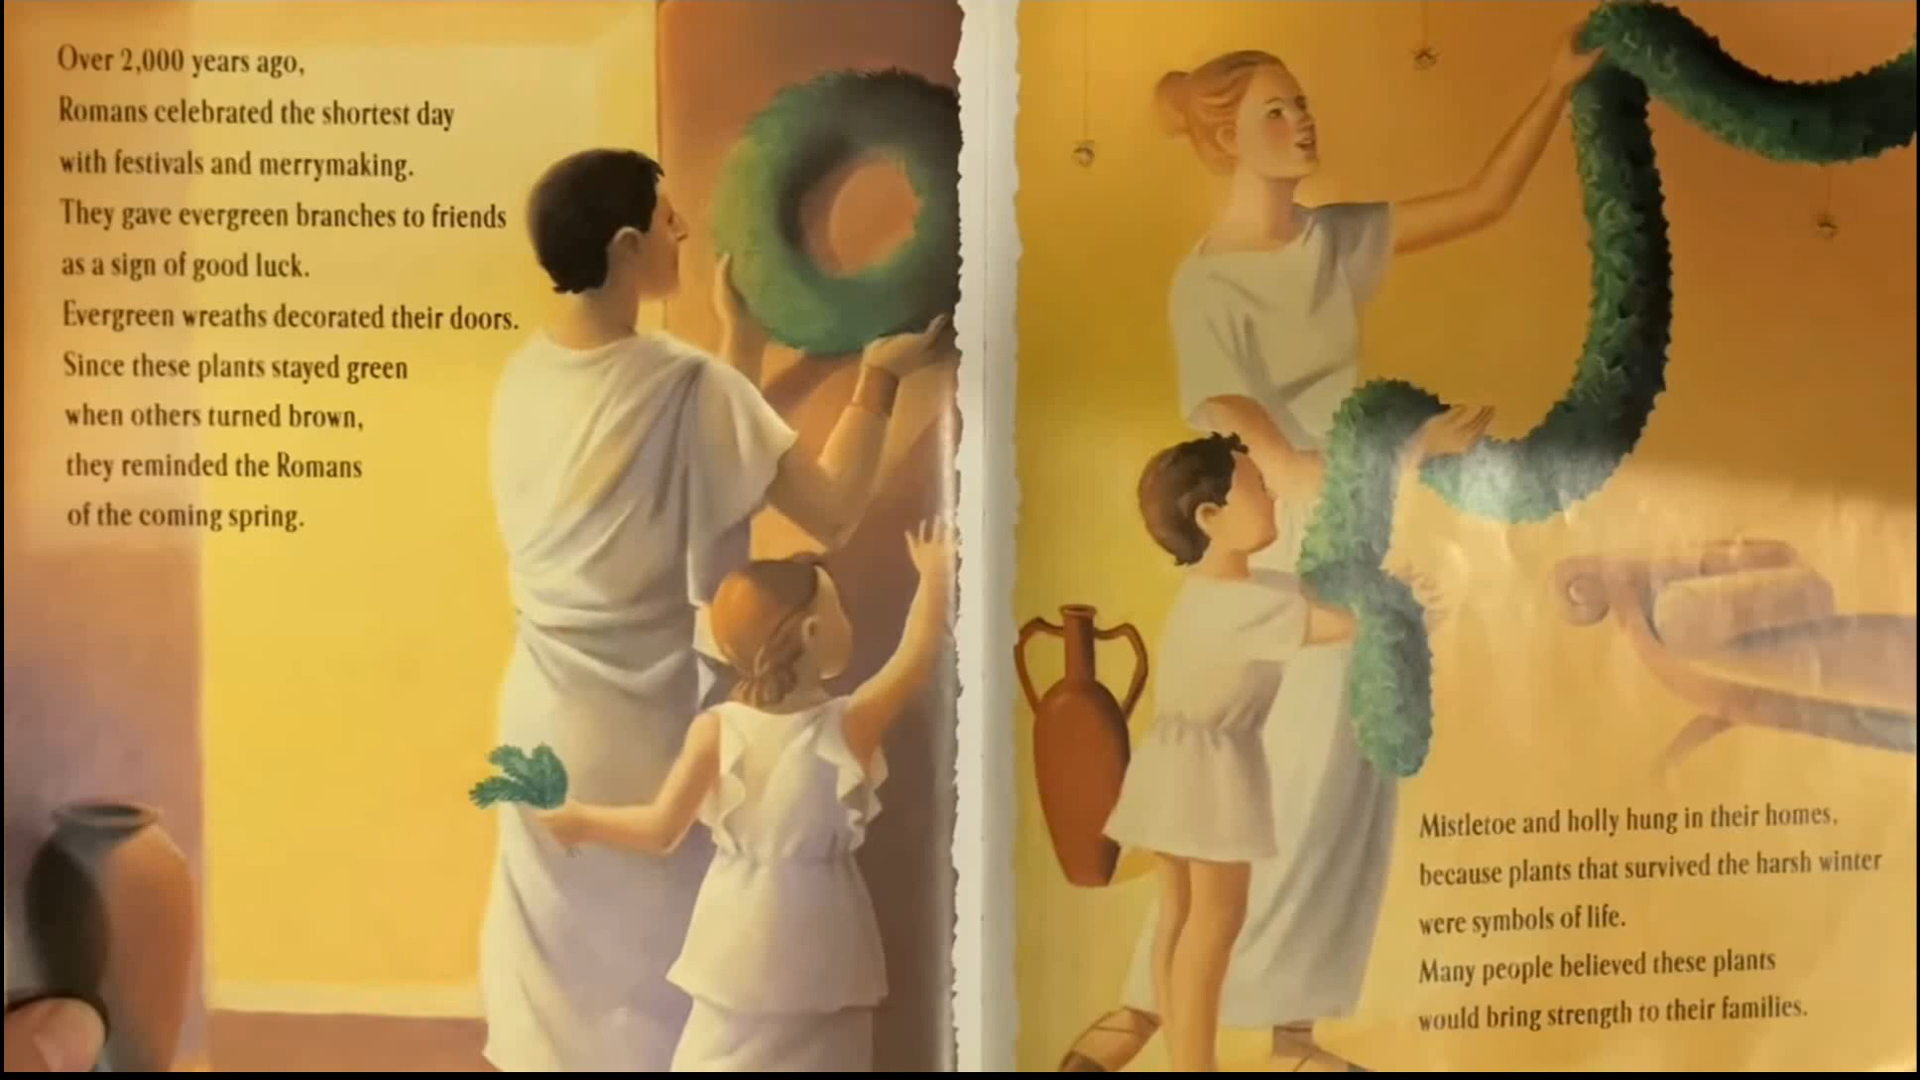 Over 2,000 years ago,
Romans celebrated the shortest day
with festivals and merrymaking.
They gave evergreen branches to friends
as a sign of good luck.
Evergreen wreaths decorated their doors.
Since these plants stayed green
when others turned brown,
they reminded the Romans
of the coming spring.
Mistletoe and holly hung in their homes,
because plants that survived the harsh winter
were symbols of life.
Many people believed these plants
would bring strength to their families.